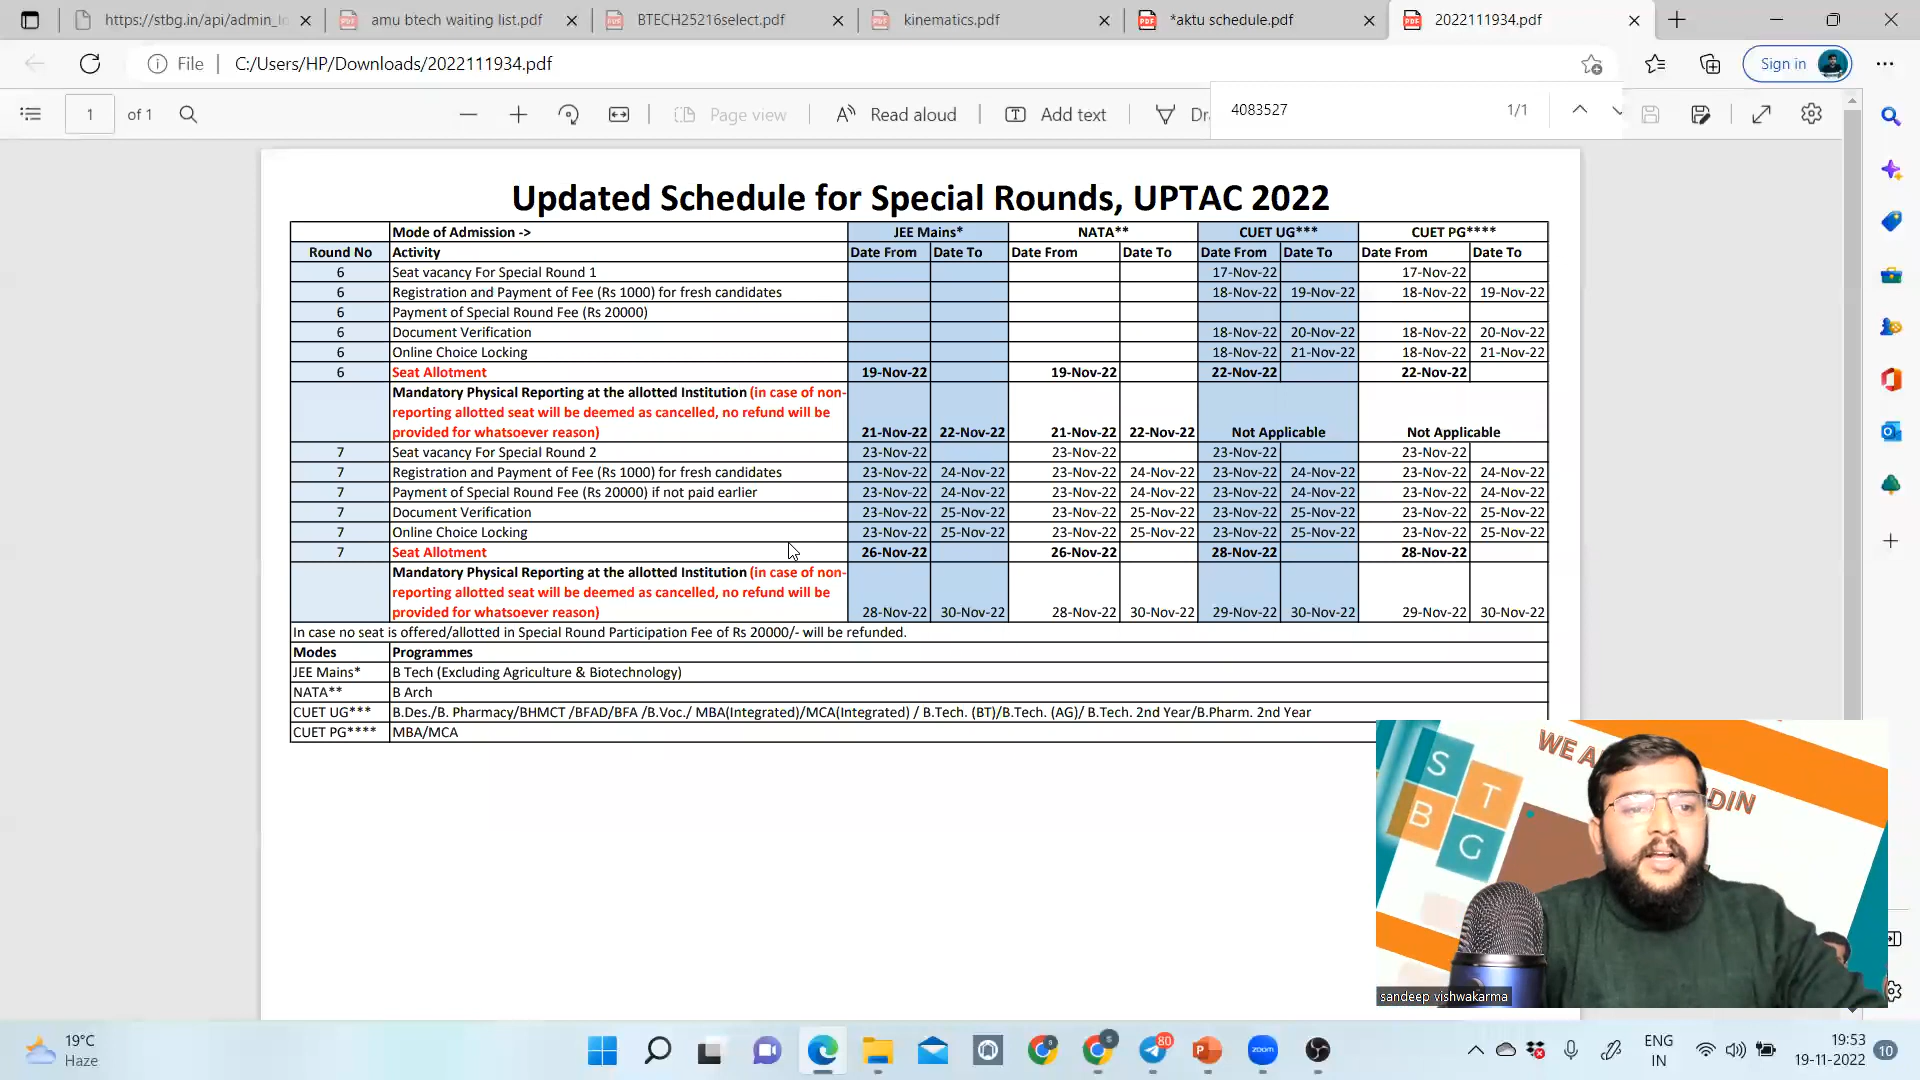 https://stbg.in/api/admin_lo
amu btech waiting list.pdf
BTECH25216select.pdf
kinematics.pdf
*aktu schedule.pdf
2022111934.pdf
File
C:/Users/HP/Downloads/2022111934.pdf
Sign in
1 of 1
Page view
Read aloud
Add text
Dr
4083527
1/1
Updated Schedule for Special Rounds, UPTAC 2022
Mode of Admission -> JEE Mains* NATA** CUET UG*** CUET PG****
Round No Activity Date From Date To Date From Date To Date From Date To Date From Date To
6 Seat vacancy For Special Round 1 17-Nov-22 17-Nov-22
6 Registration and Payment of Fee (Rs 1000) for fresh candidates 18-Nov-22 19-Nov-22 18-Nov-22 19-Nov-22
6 Payment of Special Round Fee (Rs 20000)
6 Document Verification 18-Nov-22 20-Nov-22 18-Nov-22 20-Nov-22
6 Online Choice Locking 18-Nov-22 21-Nov-22 18-Nov-22 21-Nov-22
6 Seat Allotment 19-Nov-22 19-Nov-22 22-Nov-22 22-Nov-22
Mandatory Physical Reporting at the allotted Institution (in case of non-
reporting allotted seat will be deemed as cancelled, no refund will be
provided for whatsoever reason) 21-Nov-22 22-Nov-22 21-Nov-22 22-Nov-22 Not Applicable Not Applicable
7 Seat vacancy For Special Round 2 23-Nov-22 23-Nov-22 23-Nov-22 23-Nov-22
7 Registration and Payment of Fee (Rs 1000) for fresh candidates 23-Nov-22 24-Nov-22 23-Nov-22 24-Nov-22 23-Nov-22 24-Nov-22 23-Nov-22 24-Nov-22
7 Payment of Special Round Fee (Rs 20000) if not paid earlier 23-Nov-22 24-Nov-22 23-Nov-22 24-Nov-22 23-Nov-22 24-Nov-22 23-Nov-22 24-Nov-22
7 Document Verification 23-Nov-22 25-Nov-22 23-Nov-22 25-Nov-22 23-Nov-22 25-Nov-22 23-Nov-22 25-Nov-22
7 Online Choice Locking 23-Nov-22 25-Nov-22 23-Nov-22 25-Nov-22 23-Nov-22 25-Nov-22 23-Nov-22 25-Nov-22
7 Seat Allotment 26-Nov-22 26-Nov-22 28-Nov-22 28-Nov-22
Mandatory Physical Reporting at the allotted Institution (in case of non-
reporting allotted seat will be deemed as cancelled, no refund will be
provided for whatsoever reason) 28-Nov-22 30-Nov-22 28-Nov-22 30-Nov-22 29-Nov-22 30-Nov-22 29-Nov-22 30-Nov-22
In case no seat is offered/allotted in Special Round Participation Fee of Rs 20000/- will be refunded.
Modes Programmes
JEE Mains* B Tech (Excluding Agriculture & Biotechnology)
NATA** B Arch
CUET UG*** B.Des./B. Pharmacy/BHMCT /BFAD/BFA /B.Voc./ MBA(Integrated)/MCA(Integrated) / B.Tech. (BT)/B.Tech. (AG)/ B.Tech. 2nd Year/B.Pharm. 2nd Year
CUET PG**** MBA/MCA
WE A
DIN
S
T
B
G
sandeep vishwakarma
19°C
Haze
80
zoom
ENG
IN
19:53
19-11-2022
10